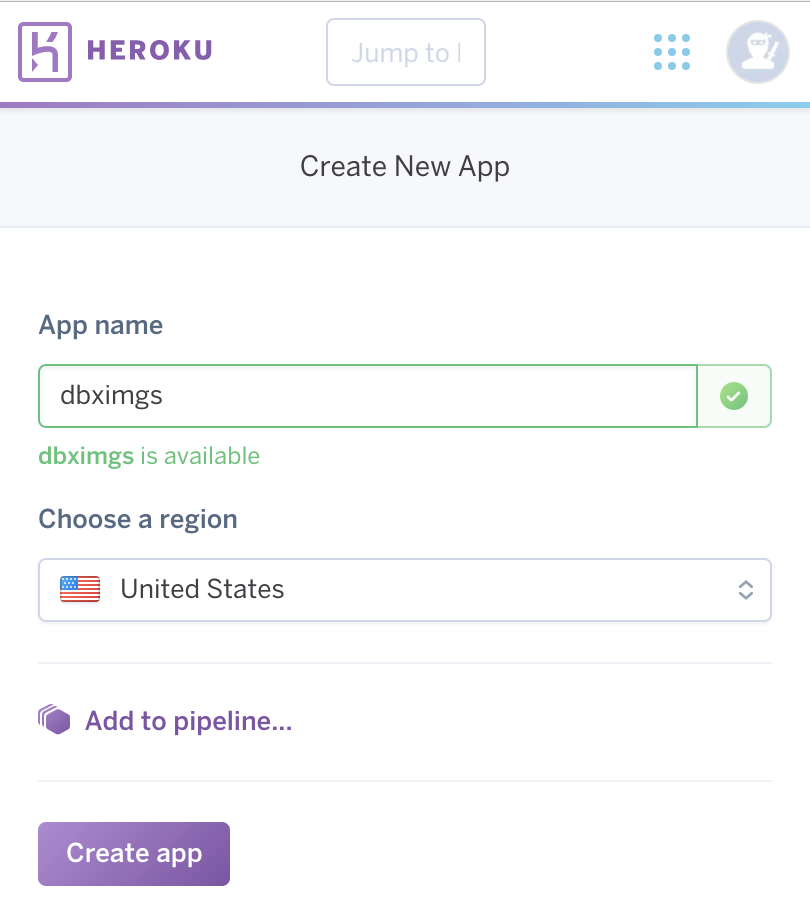 HEROKU
Jump to
Create New App
App name
dbximgs
dbximgs is available
Choose a region
United States
Add to pipeline...
Create app